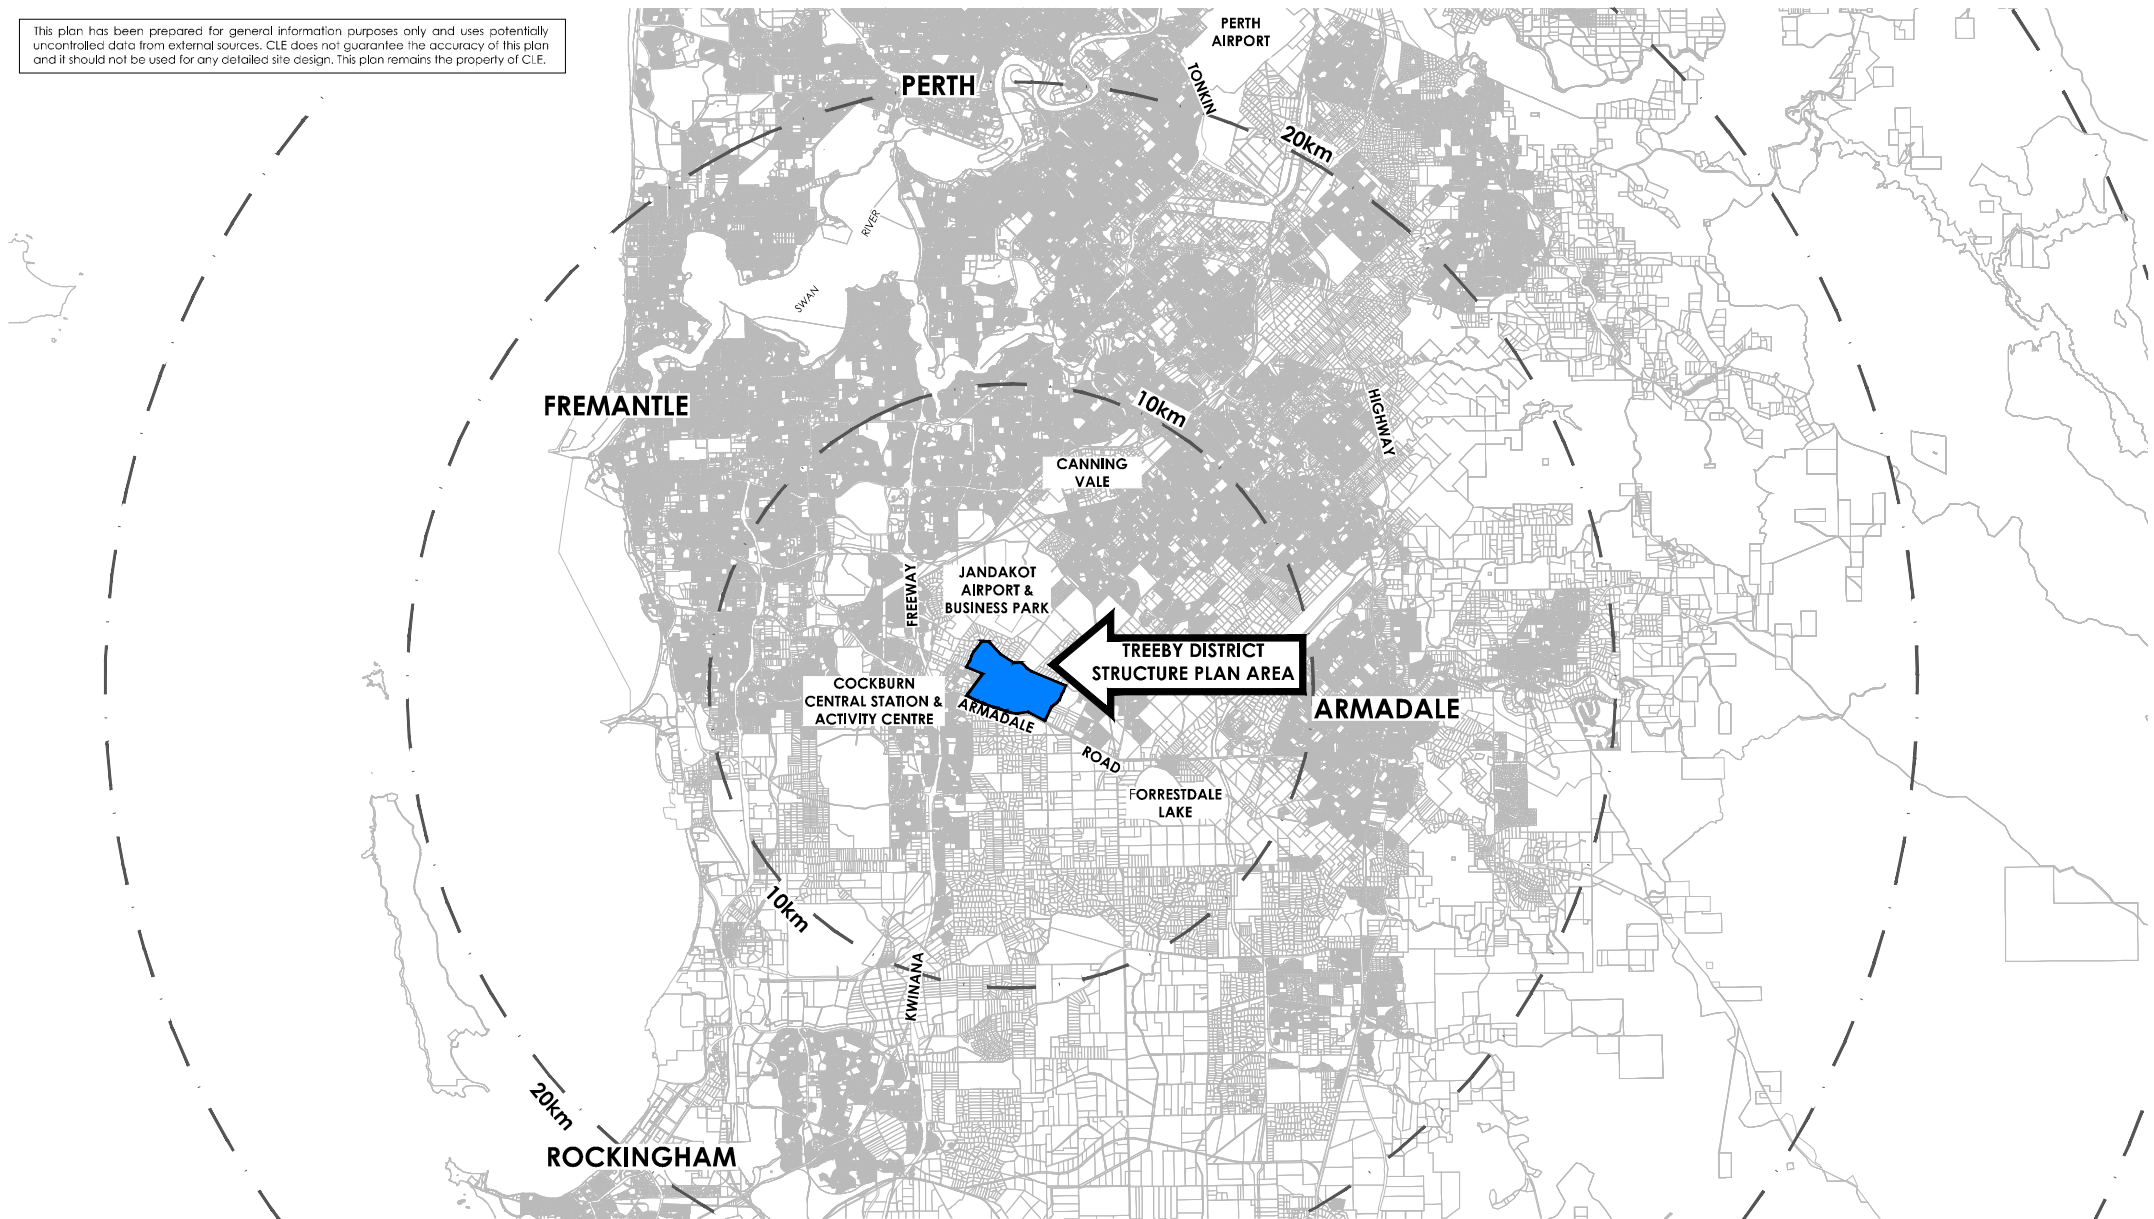 This plan has been prepared for general information purposes only and uses potentially
uncontrolled data from external sources. CLE does not guarantee the accuracy of this plan
and it should not be used for any detailed site design. This plan remains the property of CLE.
PERTH
AIRPORT
TONKIN
PERTH
20km
RIVER
SWAN
FREMANTLE
10km
HIGHWAY
CANNING
VALE
FREEWAY
JANDAKOT
AIRPORT &
BUSINESS PARK
TREEBY DISTRICT
STRUCTURE PLAN AREA
COCKBURN
CENTRAL STATION &
ACTIVITY CENTRE
ARMADALE
ARMADALE
ROAD
FORRESTDALE
LAKE
10km
KWINANA
20km
ROCKINGHAM